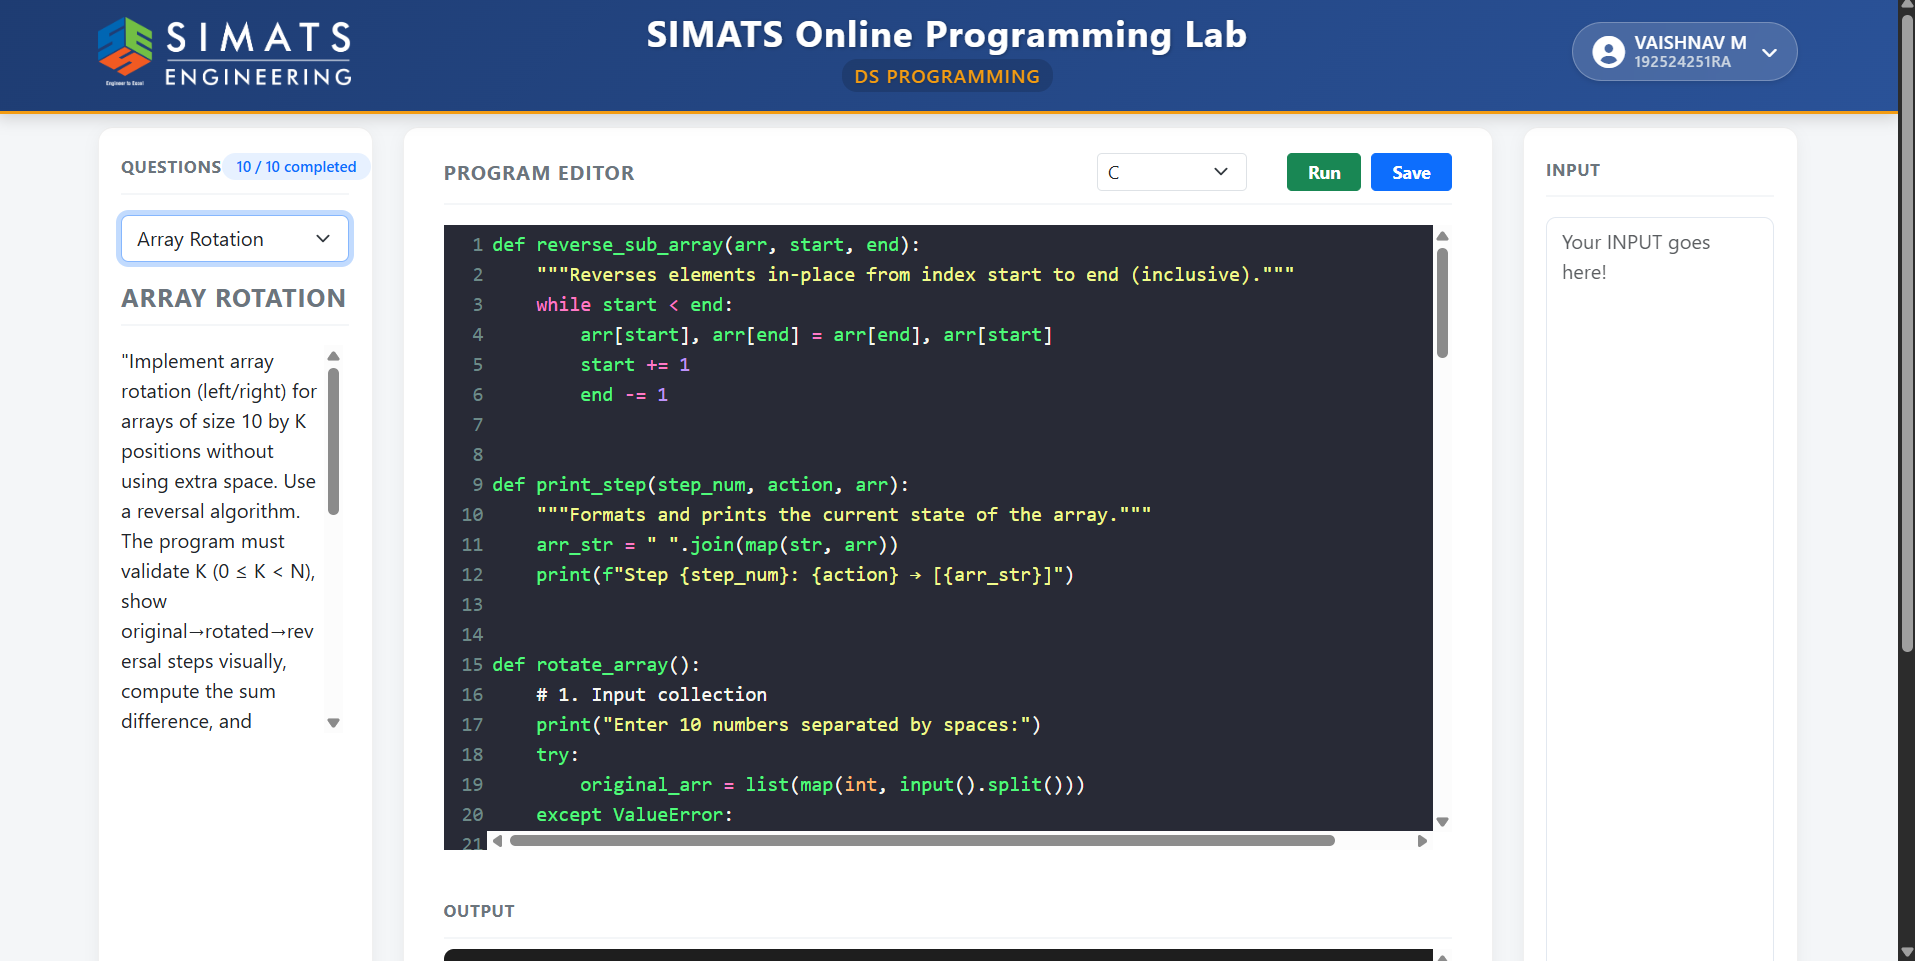 SIMATS
ENGINEERING
Engineer to Excel
SIMATS Online Programming Lab
DS PROGRAMMING
VAISHNAV M
192524251RA
QUESTIONS
10 / 10 completed
Array Rotation
ARRAY ROTATION
"Implement array
rotation (left/right) for
arrays of size 10 by K
positions without
using extra space. Use
a reversal algorithm.
The program must
validate K (0 ≤ K < N),
show
original→rotated→rev
ersal steps visually,
compute the sum
difference, and
PROGRAM EDITOR
C
Run
Save
1 def reverse_sub_array(arr, start, end):
2     """Reverses elements in-place from index start to end (inclusive)."""
3     while start < end:
4         arr[start], arr[end] = arr[end], arr[start]
5         start += 1
6         end -= 1
7
8
9 def print_step(step_num, action, arr):
10     """Formats and prints the current state of the array."""
11     arr_str = " ".join(map(str, arr))
12     print(f"Step {step_num}: {action} → [{arr_str}]")
13
14
15 def rotate_array():
16     # 1. Input collection
17     print("Enter 10 numbers separated by spaces:")
18     try:
19         original_arr = list(map(int, input().split()))
20     except ValueError:
21
OUTPUT
INPUT
Your INPUT goes
here!